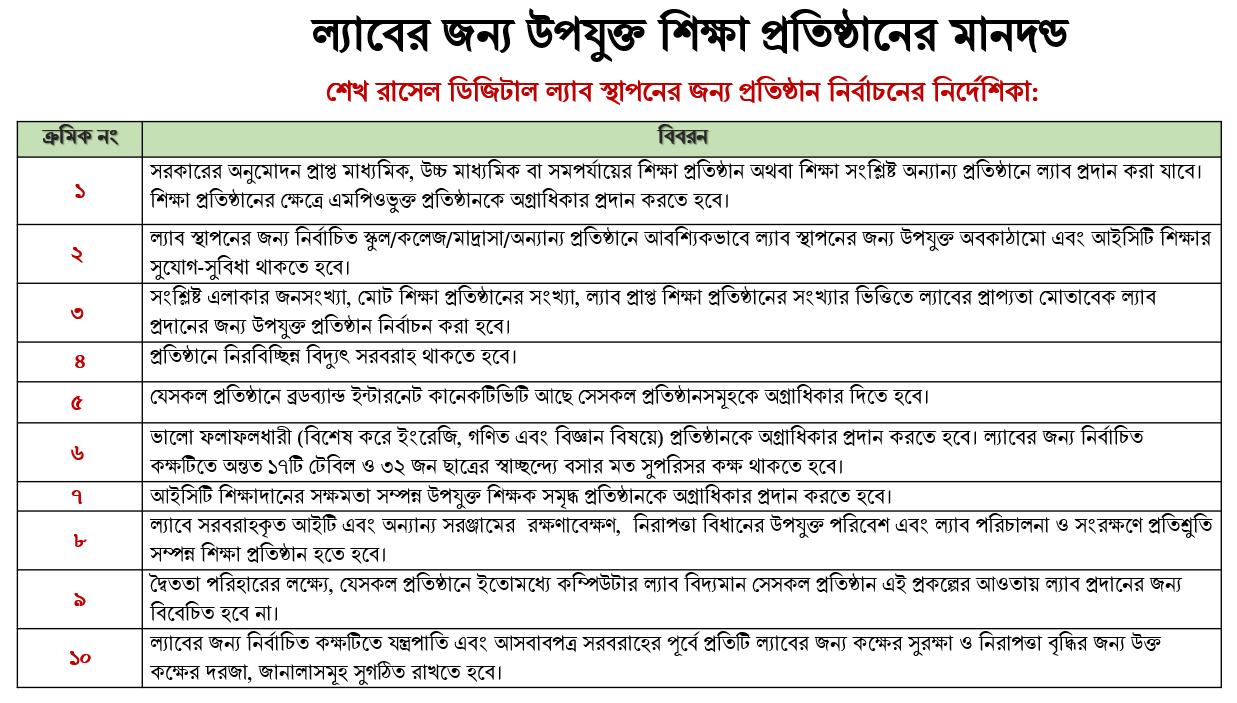 ল্যাবের জন্য উপযুক্ত শিক্ষা প্রতিষ্ঠানের মানদণ্ড
শেখ রাসেল ডিজিটাল ল্যাব স্থাপনের জন্য প্রতিষ্ঠান নির্বাচনের নির্দেশিকা:
ক্রমিক নং বিবরন
১ সরকারের অনুমোদন প্রাপ্ত মাধ্যমিক, উচ্চ মাধ্যমিক বা সমপর্যায়ের শিক্ষা প্রতিষ্ঠান অথবা শিক্ষা সংশ্লিষ্ট অন্যান্য প্রতিষ্ঠানে ল্যাব প্রদান করা যাবে।
শিক্ষা প্রতিষ্ঠানের ক্ষেত্রে এমপিওভুক্ত প্রতিষ্ঠানকে অগ্রাধিকার প্রদান করতে হবে।
২ ল্যাব স্থাপনের জন্য নির্বাচিত স্কুল/কলেজ/মাদ্রাসা/অন্যান্য প্রতিষ্ঠানে আবশ্যিকভাবে ল্যাব স্থাপনের জন্য উপযুক্ত অবকাঠামো এবং আইসিটি শিক্ষার
সুযোগ-সুবিধা থাকতে হবে।
৩ সংশ্লিষ্ট এলাকার জনসংখ্যা, মোট শিক্ষা প্রতিষ্ঠানের সংখ্যা, ল্যাব প্রাপ্ত শিক্ষা প্রতিষ্ঠানের সংখ্যার ভিত্তিতে ল্যাবের প্রাপ্যতা মোতাবেক ল্যাব
প্রদানের জন্য উপযুক্ত প্রতিষ্ঠান নির্বাচন করা হবে।
৪ প্রতিষ্ঠানে নিরবিচ্ছিন্ন বিদ্যুৎ সরবরাহ থাকতে হবে।
৫ যেসকল প্রতিষ্ঠানে ব্রডব্যান্ড ইন্টারনেট কানেকটিভিটি আছে সেসকল প্রতিষ্ঠানসমূহকে অগ্রাধিকার দিতে হবে।
৬ ভালো ফলাফলধারী (বিশেষ করে ইংরেজি, গণিত এবং বিজ্ঞান বিষয়ে) প্রতিষ্ঠানকে অগ্রাধিকার প্রদান করতে হবে। ল্যাবের জন্য নির্বাচিত
কক্ষটিতে অন্তত ১৭টি টেবিল ও ৩২ জন ছাত্রের স্বাচ্ছন্দ্যে বসার মত সুপরিসর কক্ষ থাকতে হবে।
৭ আইসিটি শিক্ষাদানের সক্ষমতা সম্পন্ন উপযুক্ত শিক্ষক সমৃদ্ধ প্রতিষ্ঠানকে অগ্রাধিকার প্রদান করতে হবে।
৮ ল্যাবে সরবরাহকৃত আইটি এবং অন্যান্য সরঞ্জামের রক্ষণাবেক্ষণ, নিরাপত্তা বিধানের উপযুক্ত পরিবেশ এবং ল্যাব পরিচালনা ও সংরক্ষণে প্রতিশ্রুতি
সম্পন্ন শিক্ষা প্রতিষ্ঠান হতে হবে।
৯ দ্বৈততা পরিহারের লক্ষ্যে, যেসকল প্রতিষ্ঠানে ইতোমধ্যে কম্পিউটার ল্যাব বিদ্যমান সেসকল প্রতিষ্ঠান এই প্রকল্পের আওতায় ল্যাব প্রদানের জন্য
বিবেচিত হবে না।
১০ ল্যাবের জন্য নির্বাচিত কক্ষটিতে যন্ত্রপাতি এবং আসবাবপত্র সরবরাহের পূর্বে প্রতিটি ল্যাবের জন্য কক্ষের সুরক্ষা ও নিরাপত্তা বৃদ্ধির জন্য উক্ত
কক্ষের দরজা, জানালাসমূহ সুগঠিত রাখতে হবে।